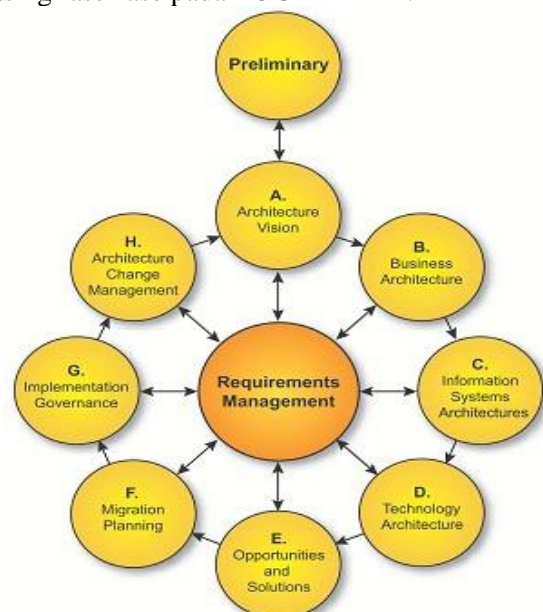 Preliminary
A.
Architecture
Vision
B.
Business
Architecture
C.
Information
Systems
Architectures
D.
Technology
Architecture
E.
Opportunities
and
Solutions
F.
Migration
Planning
G.
Implementation
Governance
H.
Architecture
Change
Management
Requirements
Management